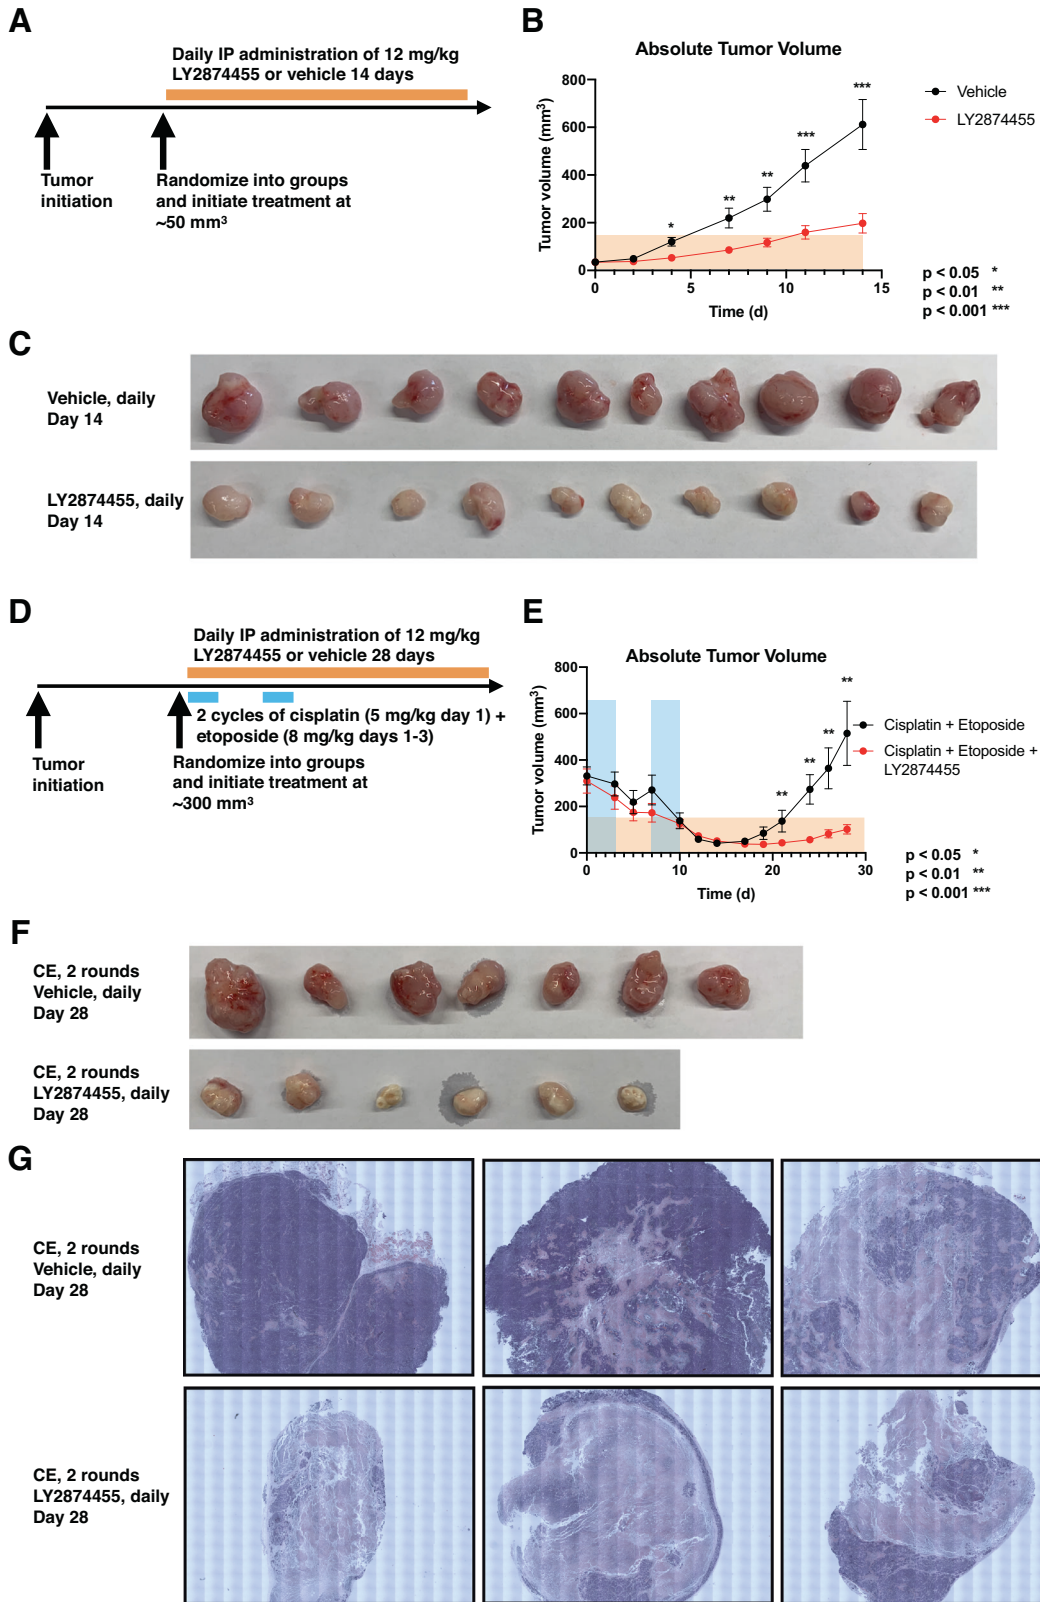 A
Daily IP administration of 12 mg/kg
LY2874455 or vehicle 14 days
Tumor
initiation
Randomize into groups
and initiate treatment at
~50 mm³
B
Absolute Tumor Volume
Tumor volume (mm³)
800
600
400
200
0
0
5
10
15
Time (d)
*
**
**
***
***
Vehicle
LY2874455
p < 0.05 *
p < 0.01 **
p < 0.001 ***
C
Vehicle, daily
Day 14
LY2874455, daily
Day 14
D
Daily IP administration of 12 mg/kg
LY2874455 or vehicle 28 days
2 cycles of cisplatin (5 mg/kg day 1) +
etoposide (8 mg/kg days 1-3)
Tumor
initiation
Randomize into groups
and initiate treatment at
~300 mm³
E
Absolute Tumor Volume
Tumor volume (mm³)
800
600
400
200
0
0
10
20
30
Time (d)
**
**
**
**
Cisplatin + Etoposide
Cisplatin + Etoposide +
LY2874455
p < 0.05 *
p < 0.01 **
p < 0.001 ***
F
CE, 2 rounds
Vehicle, daily
Day 28
CE, 2 rounds
LY2874455, daily
Day 28
G
CE, 2 rounds
Vehicle, daily
Day 28
CE, 2 rounds
LY2874455, daily
Day 28